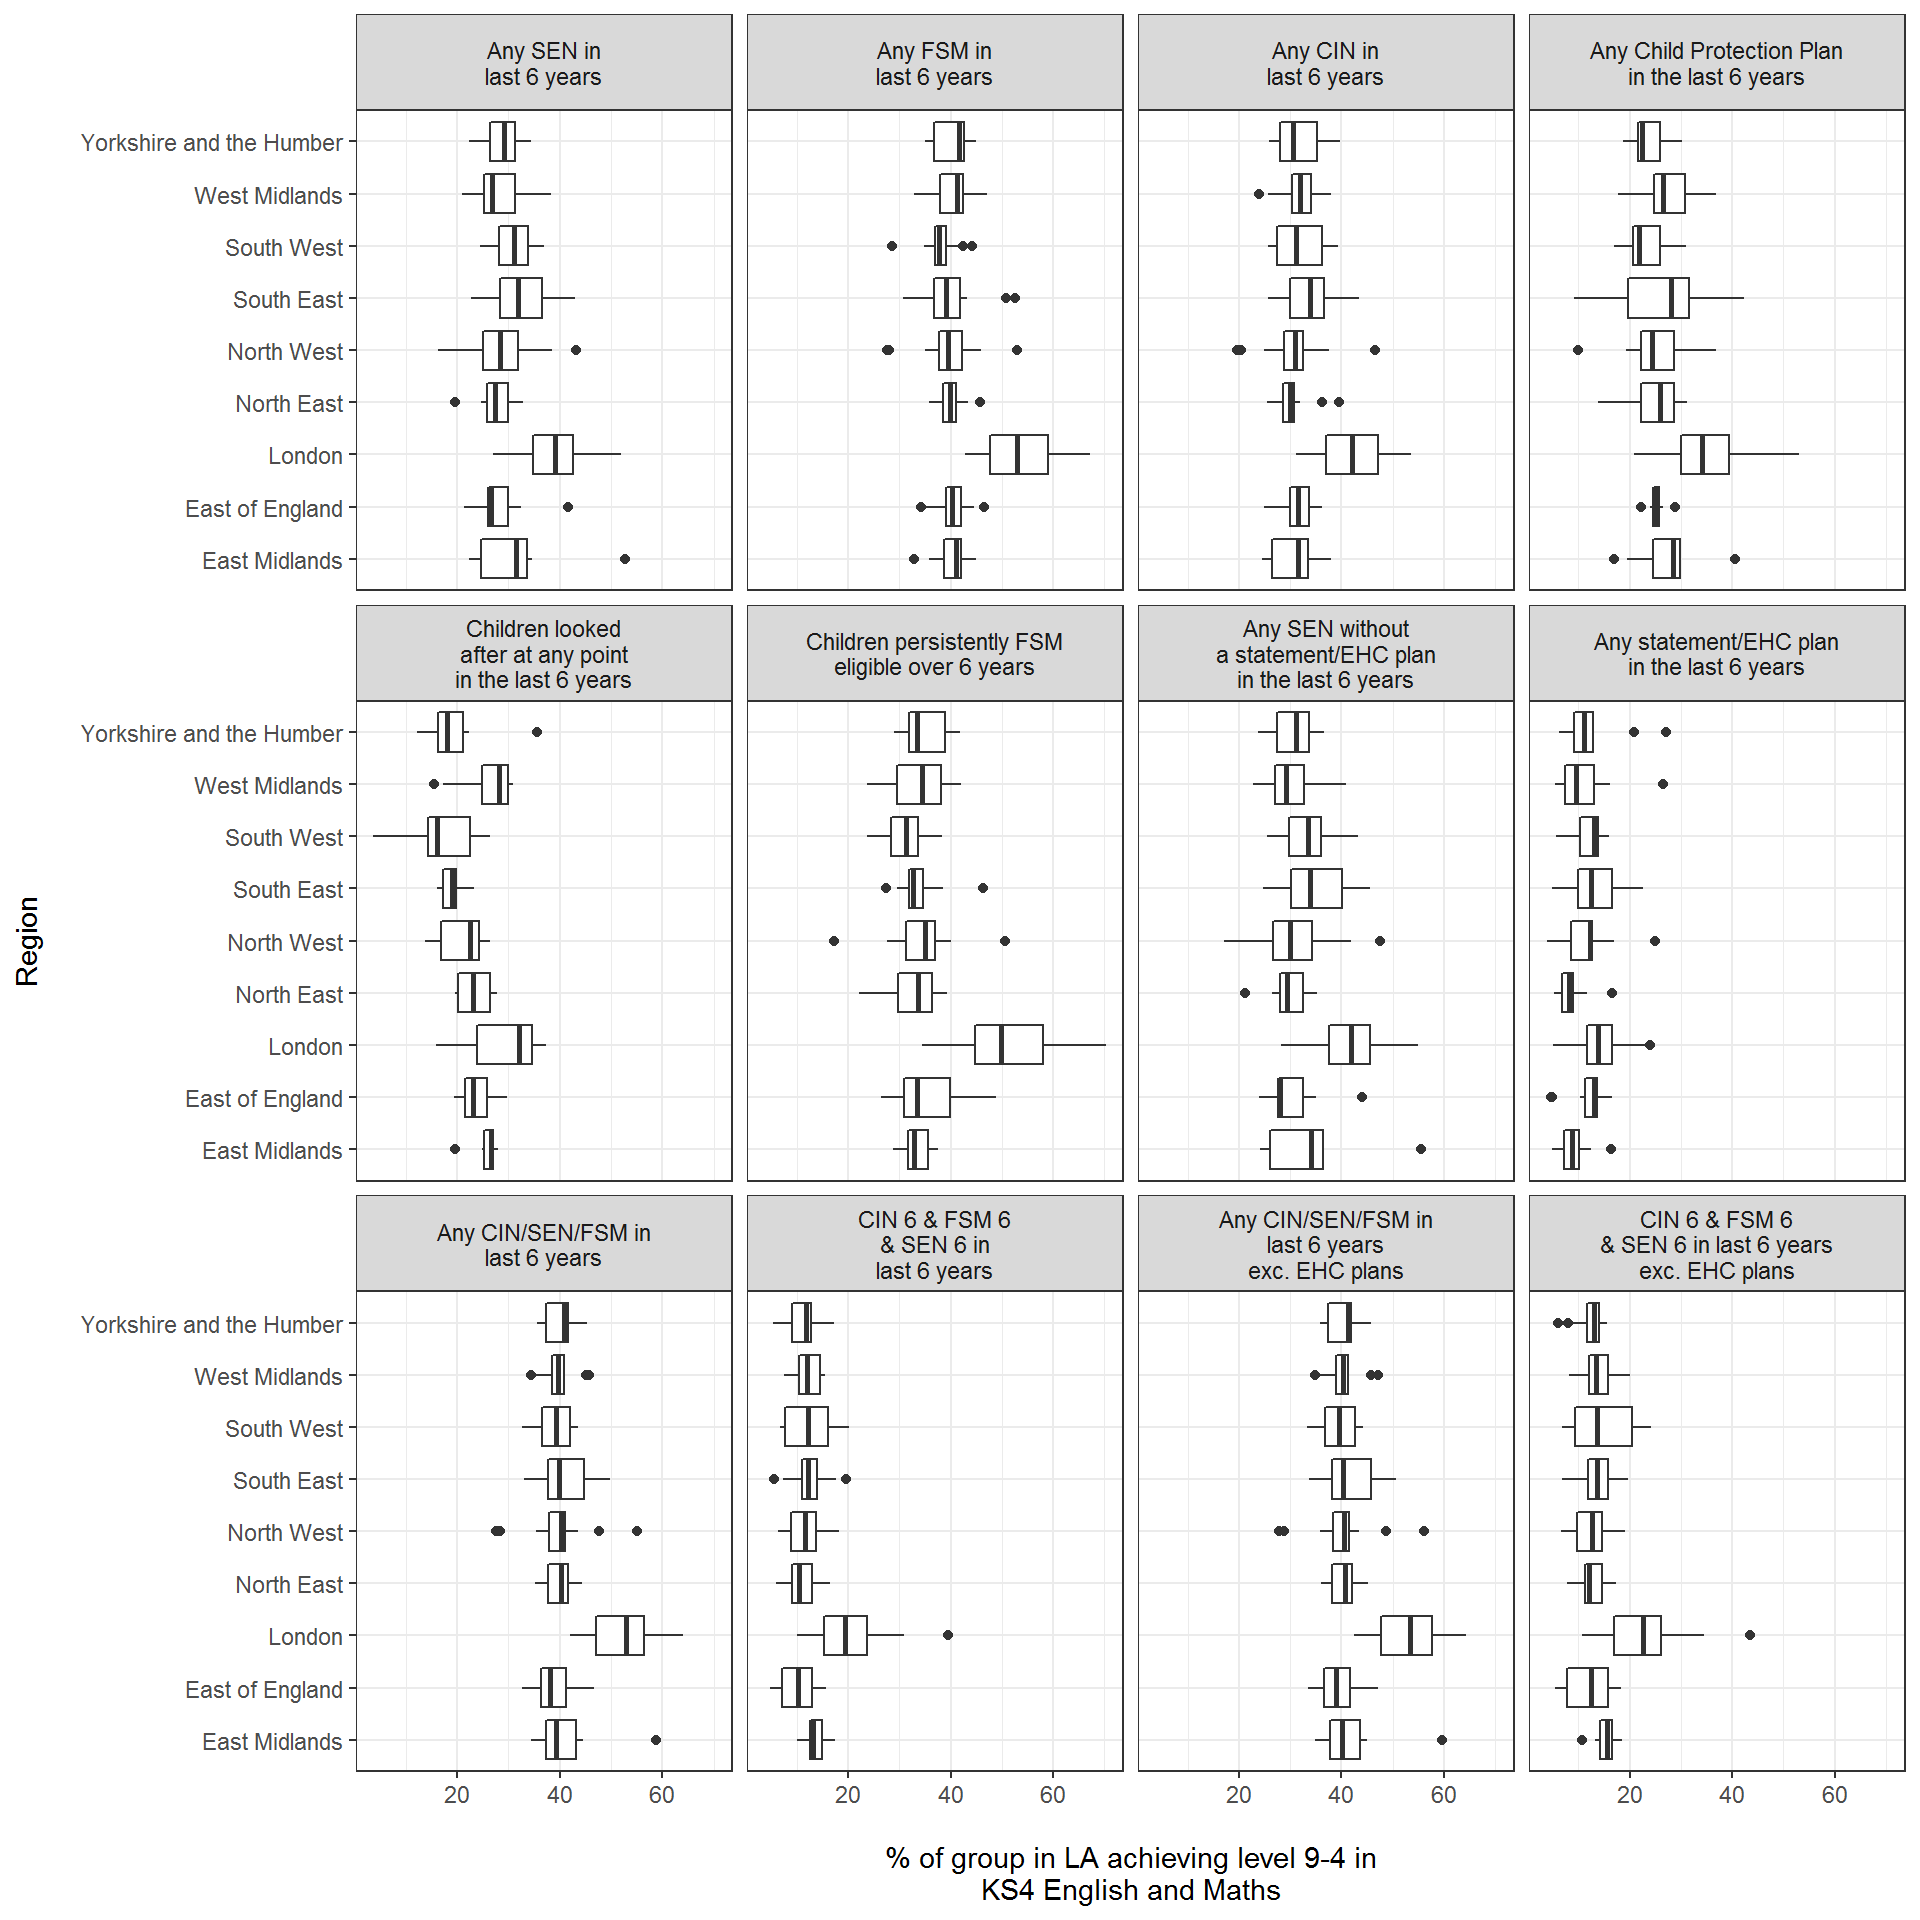 Any SEN in
last 6 years
Any FSM in
last 6 years
Any CIN in
last 6 years
Any Child Protection Plan
in the last 6 years
Yorkshire and the Humber
West Midlands
South West
South East
North West
North East
London
East of England
East Midlands
Children looked
after at any point
in the last 6 years
Children persistently FSM
eligible over 6 years
Any SEN without
a statement/EHC plan
in the last 6 years
Any statement/EHC plan
in the last 6 years
Yorkshire and the Humber
West Midlands
South West
South East
North West
North East
London
East of England
East Midlands
Region
Any CIN/SEN/FSM in
last 6 years
CIN 6 & FSM 6
& SEN 6 in
last 6 years
Any CIN/SEN/FSM in
last 6 years
exc. EHC plans
CIN 6 & FSM 6
& SEN 6 in last 6 years
exc. EHC plans
Yorkshire and the Humber
West Midlands
South West
South East
North West
North East
London
East of England
East Midlands
20 40 60 20 40 60 20 40 60 20 40 60
% of group in LA achieving level 9-4 in
KS4 English and Maths